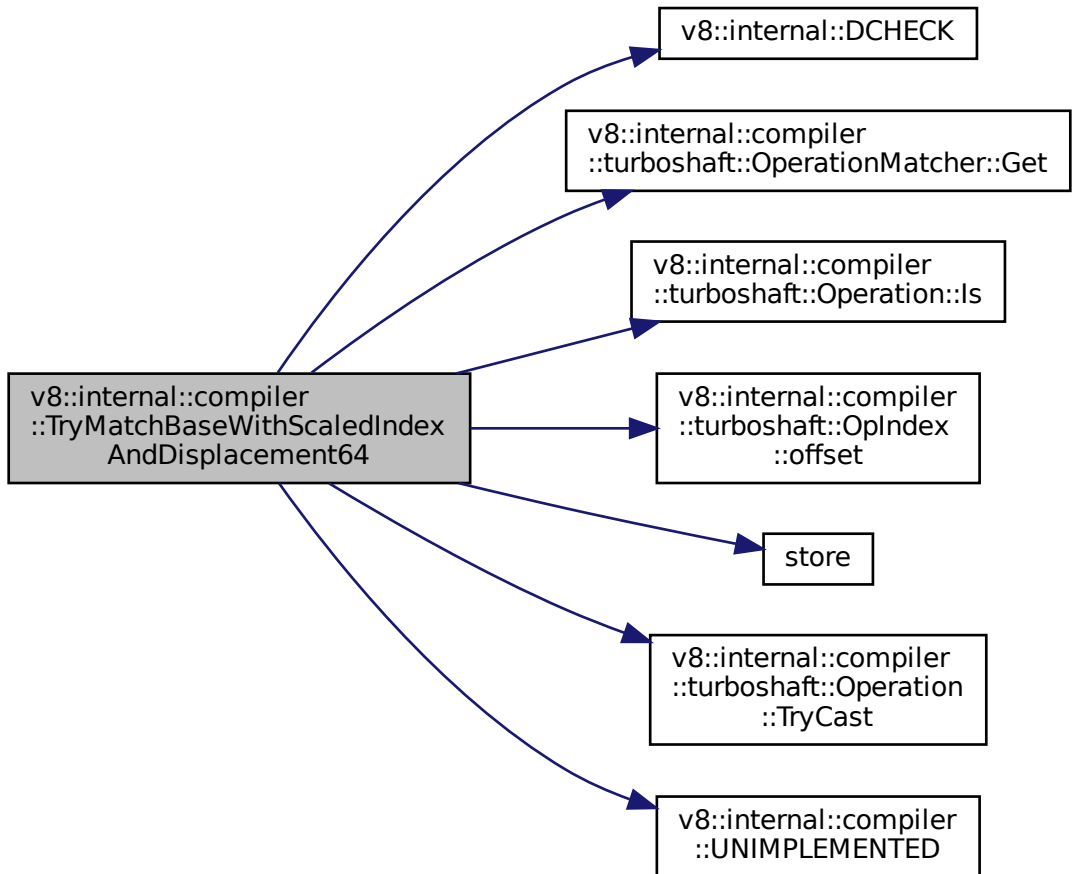 v8::internal::DCHECK
v8::internal::compiler
::turboshaft::OperationMatcher::Get
v8::internal::compiler
::turboshaft::Operation::Is
v8::internal::compiler
::TryMatchBaseWithScaledIndex
AndDisplacement64
v8::internal::compiler
::turboshaft::OpIndex
::offset
store
v8::internal::compiler
::turboshaft::Operation
::TryCast
v8::internal::compiler
::UNIMPLEMENTED